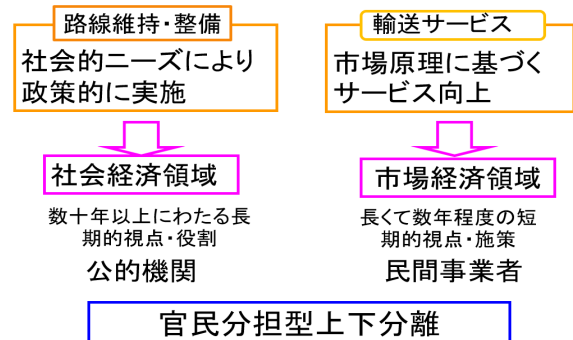 路線維持・整備
社会的ニーズにより
政策的に実施
社会経済領域
数十年以上にわたる長
期的視点・役割
公的機関
輸送サービス
市場原理に基づく
サービス向上
市場経済領域
長くて数年程度の短
期的視点・施策
民間事業者
官民分担型上下分離